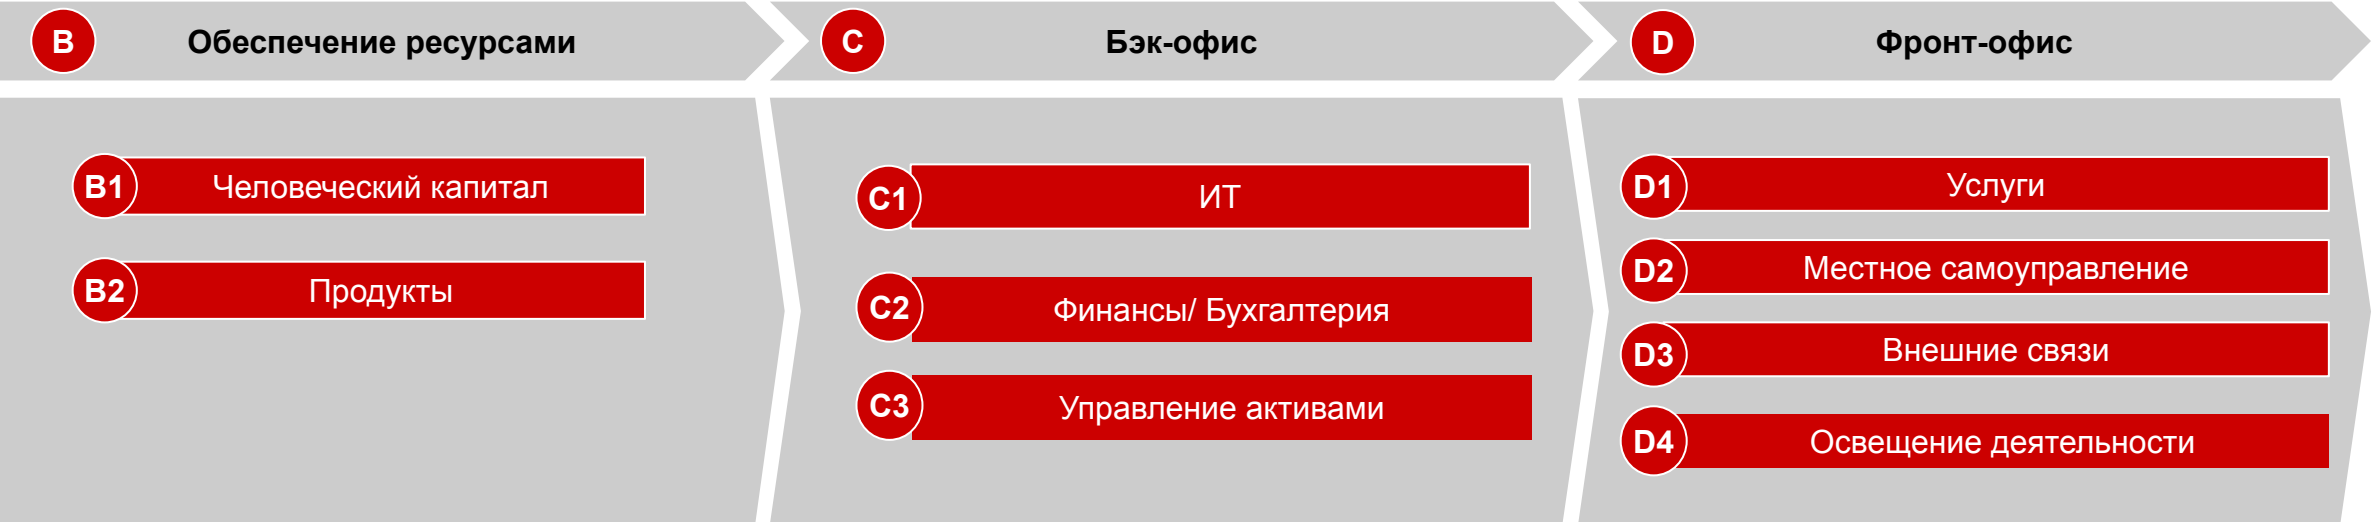 B
Обеспечение ресурсами
C
Бэк-офис
D
Фронт-офис
B1
Человеческий капитал
B2
Продукты
C1
ИТ
C2
Финансы/ Бухгалтерия
C3
Управление активами
D1
Услуги
D2
Местное самоуправление
D3
Внешние связи
D4
Освещение деятельности